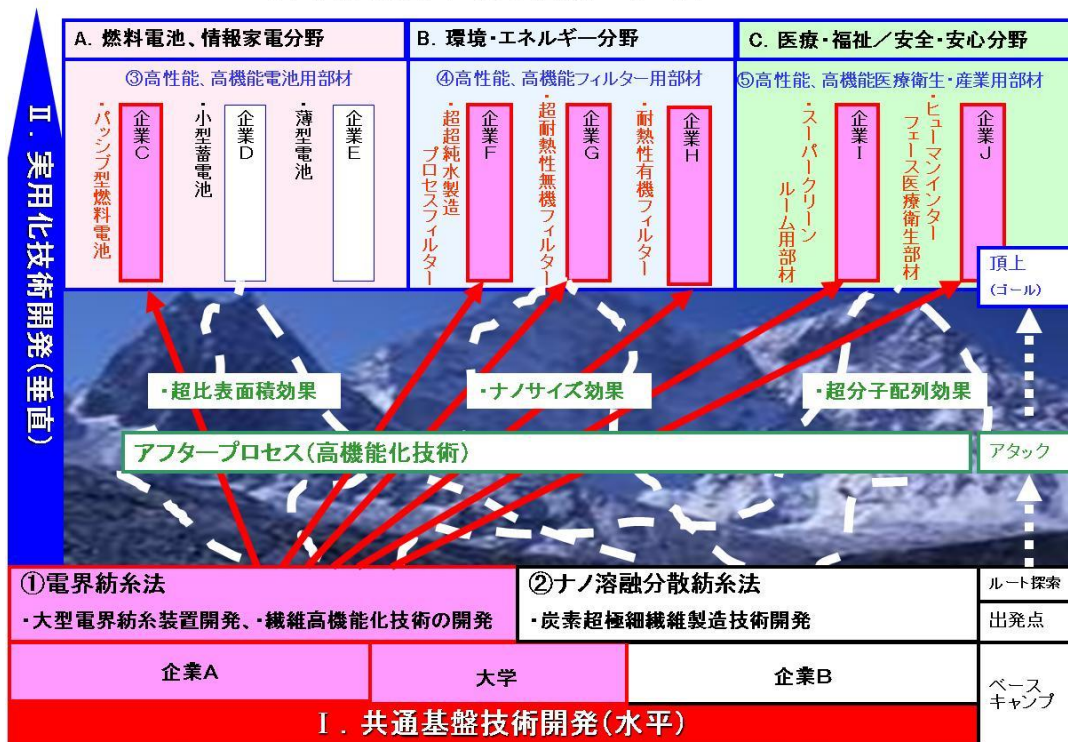 A. 燃料電池、情報家電分野
B. 環境・エネルギー分野
C. 医療・福祉／安全・安心分野
③高性能、高機能電池用部材
④高性能、高機能フィルター用部材
⑤高性能、高機能医療衛生・産業用部材
Ⅱ. 実用化技術開発(垂直)
・パッシブ型燃料電池
企業C
・小型蓄電池
企業D
・薄型電池
企業E
・超超純水製造
プロセスフィルター
企業F
・超耐熱性無機フィルター
企業G
・耐熱性有機フィルター
企業H
・スーパークリーン
ルーム用部材
企業I
・ヒューマンインター
フェース医療衛生部材
企業J
頂上
(ゴール)
・超比表面積効果
・ナノサイズ効果
・超分子配列効果
アフタープロセス(高機能化技術)
アタック
①電界紡糸法
・大型電界紡糸装置開発、・繊維高機能化技術の開発
②ナノ溶融分散紡糸法
・炭素超極細繊維製造技術開発
ルート探索
出発点
企業A
大学
企業B
ベース
キャンプ
Ⅰ. 共通基盤技術開発(水平)